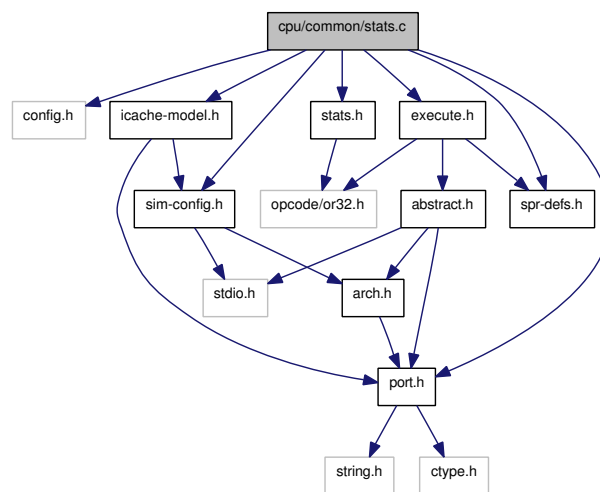 cpu/common/stats.c
config.h
icache-model.h
stats.h
execute.h
sim-config.h
opcode/or32.h
abstract.h
spr-defs.h
stdio.h
arch.h
port.h
string.h
ctype.h